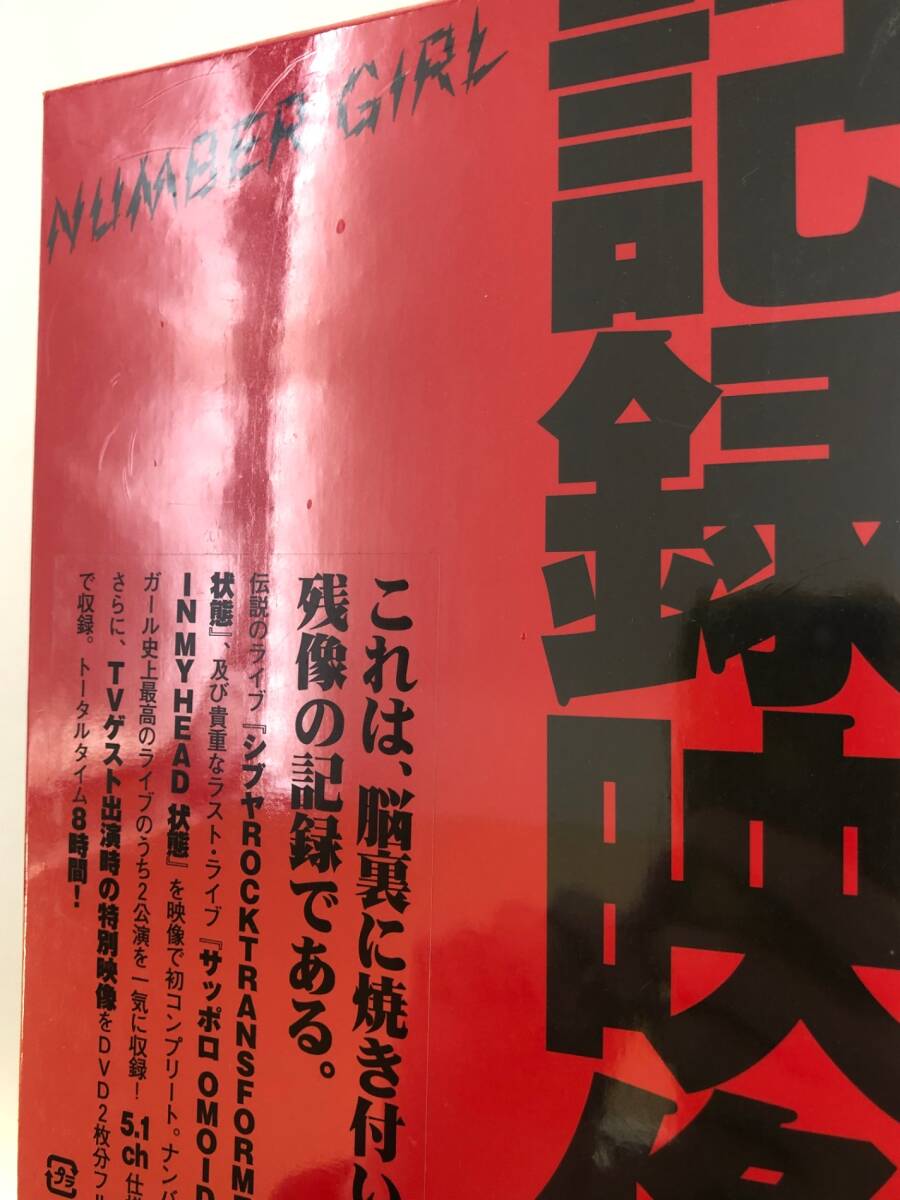 NUMBER GIRL
記録映像
これは、脳裏に焼き付い
残像の記録である。
伝説のライブ『シブヤROCKTRANSFORME
状態』、及び貴重なラスト・ライブ『サッポロ OMOID
IN MY HEAD 状態』を映像で初コンプリート。ナンバ
ガール史上最高のライブのうち2公演を一気に収録! 5.1ch 仕様
さらに、TVゲスト出演時の特別映像をDVD2枚分フル
で収録。トータルタイム8時間!
プラ